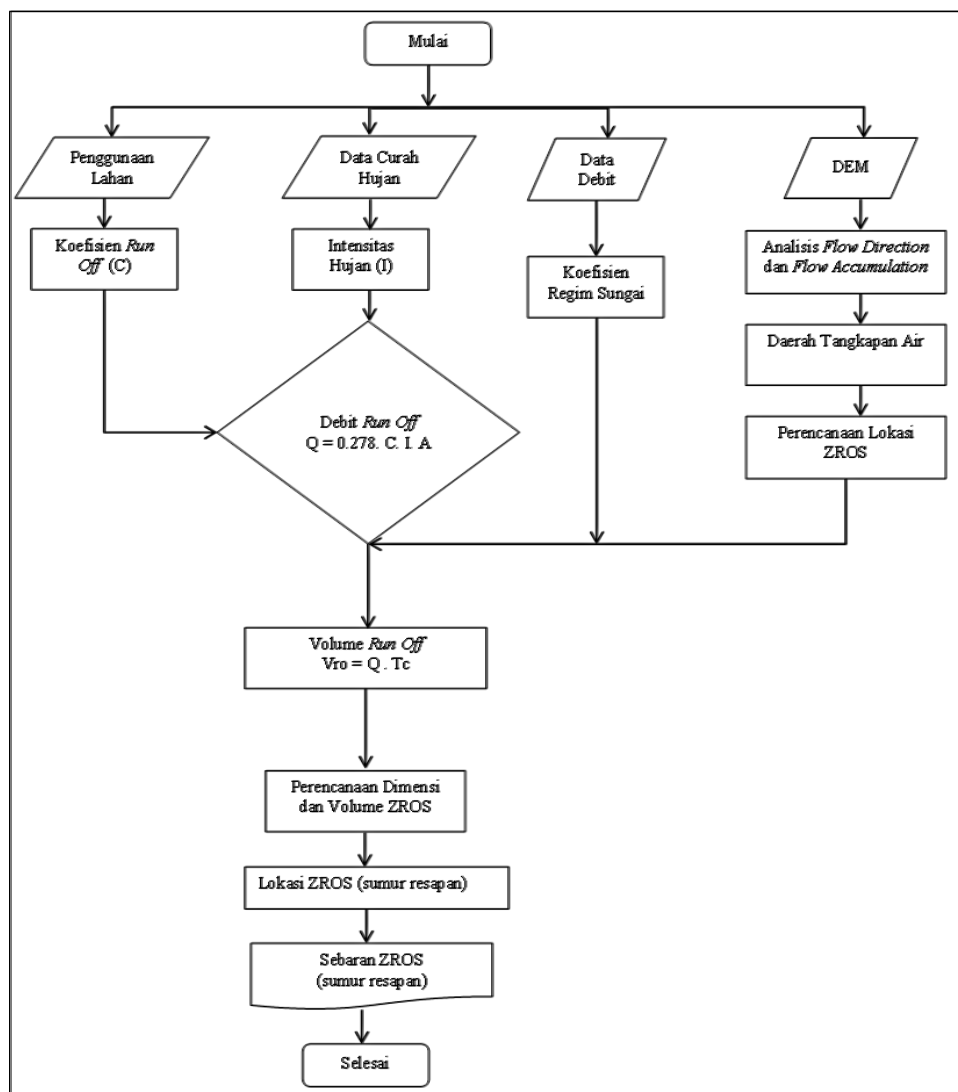 Mulai
Penggunaan
Lahan
Data Curah
Hujan
Data
Debit
DEM
Koefisien Run
Off (C)
Intensitas
Hujan (I)
Koefisien
Regim Sungai
Analisis Flow Direction
dan Flow Accumulation
Daerah Tangkapan Air
Perencanaan Lokasi
ZROS
Debit Run Off
Q = 0.278. C. I. A
Volume Run Off
Vro = Q . Tc
Perencanaan Dimensi
dan Volume ZROS
Lokasi ZROS (sumur resapan)
Sebaran ZROS
(sumur resapan)
Selesai